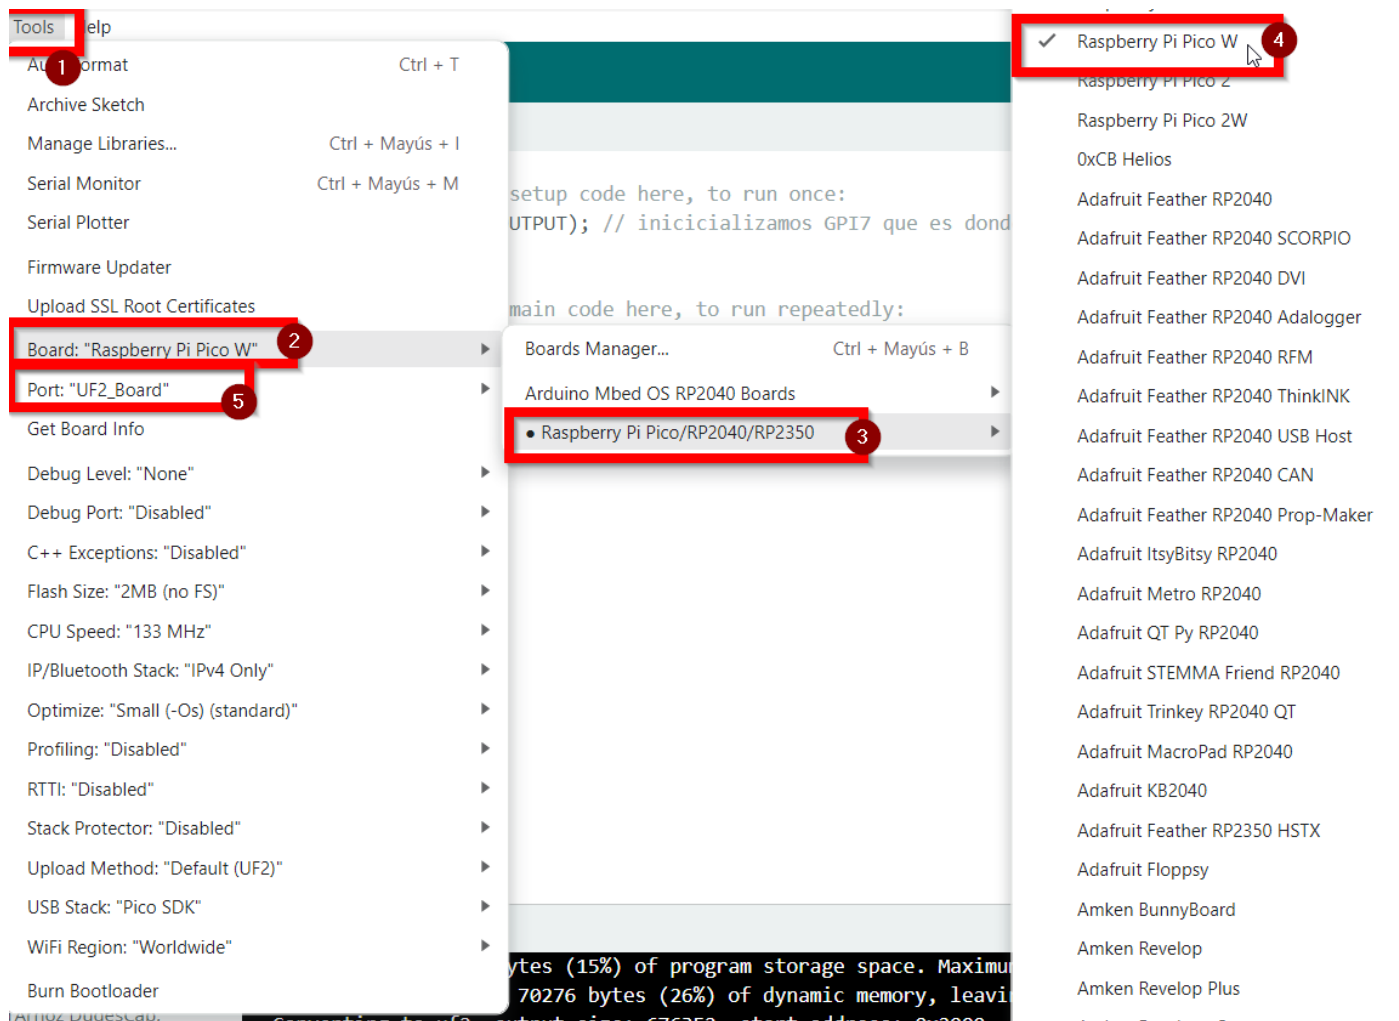 Tools elp
1
Au ormat Ctrl + T
Archive Sketch
Manage Libraries... Ctrl + Mayús + I
Serial Monitor Ctrl + Mayús + M
Serial Plotter
Firmware Updater
Upload SSL Root Certificates
Board: "Raspberry Pi Pico W" 2
Port: "UF2_Board" 5
Get Board Info
Debug Level: "None"
Debug Port: "Disabled"
C++ Exceptions: "Disabled"
Flash Size: "2MB (no FS)"
CPU Speed: "133 MHz"
IP/Bluetooth Stack: "IPv4 Only"
Optimize: "Small (-Os) (standard)"
Profiling: "Disabled"
RTTI: "Disabled"
Stack Protector: "Disabled"
Upload Method: "Default (UF2)"
USB Stack: "Pico SDK"
WiFi Region: "Worldwide"
Burn Bootloader
setup code here, to run once:
UTPUT); // inicicializamos GPI7 que es dond
main code here, to run repeatedly:
Boards Manager... Ctrl + Mayús + B
Arduino Mbed OS RP2040 Boards
● Raspberry Pi Pico/RP2040/RP2350 3
ytes (15%) of program storage space. Maximu
70276 bytes (26%) of dynamic memory, leavi
✓ Raspberry Pi Pico W 4
Raspberry Pi Pico 2
Raspberry Pi Pico 2W
0xCB Helios
Adafruit Feather RP2040
Adafruit Feather RP2040 SCORPIO
Adafruit Feather RP2040 DVI
Adafruit Feather RP2040 Adalogger
Adafruit Feather RP2040 RFM
Adafruit Feather RP2040 ThinkINK
Adafruit Feather RP2040 USB Host
Adafruit Feather RP2040 CAN
Adafruit Feather RP2040 Prop-Maker
Adafruit ItsyBitsy RP2040
Adafruit Metro RP2040
Adafruit QT Py RP2040
Adafruit STEMMA Friend RP2040
Adafruit Trinkey RP2040 QT
Adafruit MacroPad RP2040
Adafruit KB2040
Adafruit Feather RP2350 HSTX
Adafruit Floppsy
Amken BunnyBoard
Amken Revelop
Amken Revelop Plus